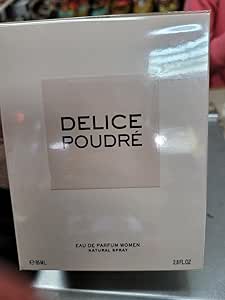 DELICE
POUDRÉ
EAU DE PARFUM WOMEN
NATURAL SPRAY
2.8 FL.OZ